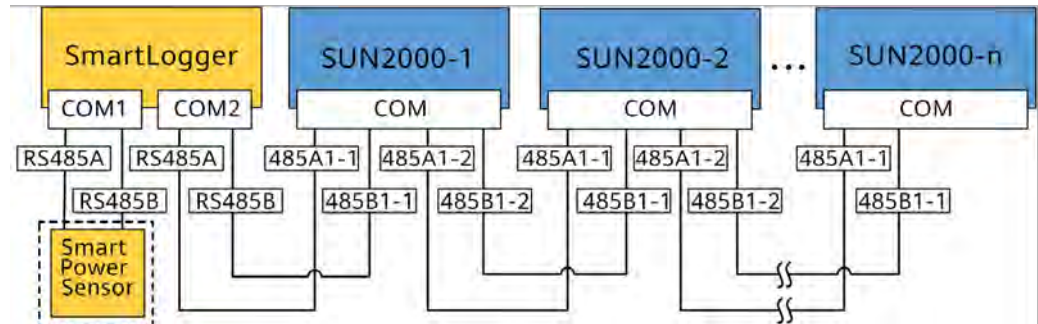 SmartLogger
SUN2000-1
SUN2000-2
...
SUN2000-n
COM1
COM2
COM
COM
COM
RS485A
RS485A
485A1-1
485A1-2
485A1-1
485A1-2
485A1-1
RS485B
RS485B
485B1-1
485B1-2
485B1-1
485B1-2
485B1-1
Smart
Power
Sensor